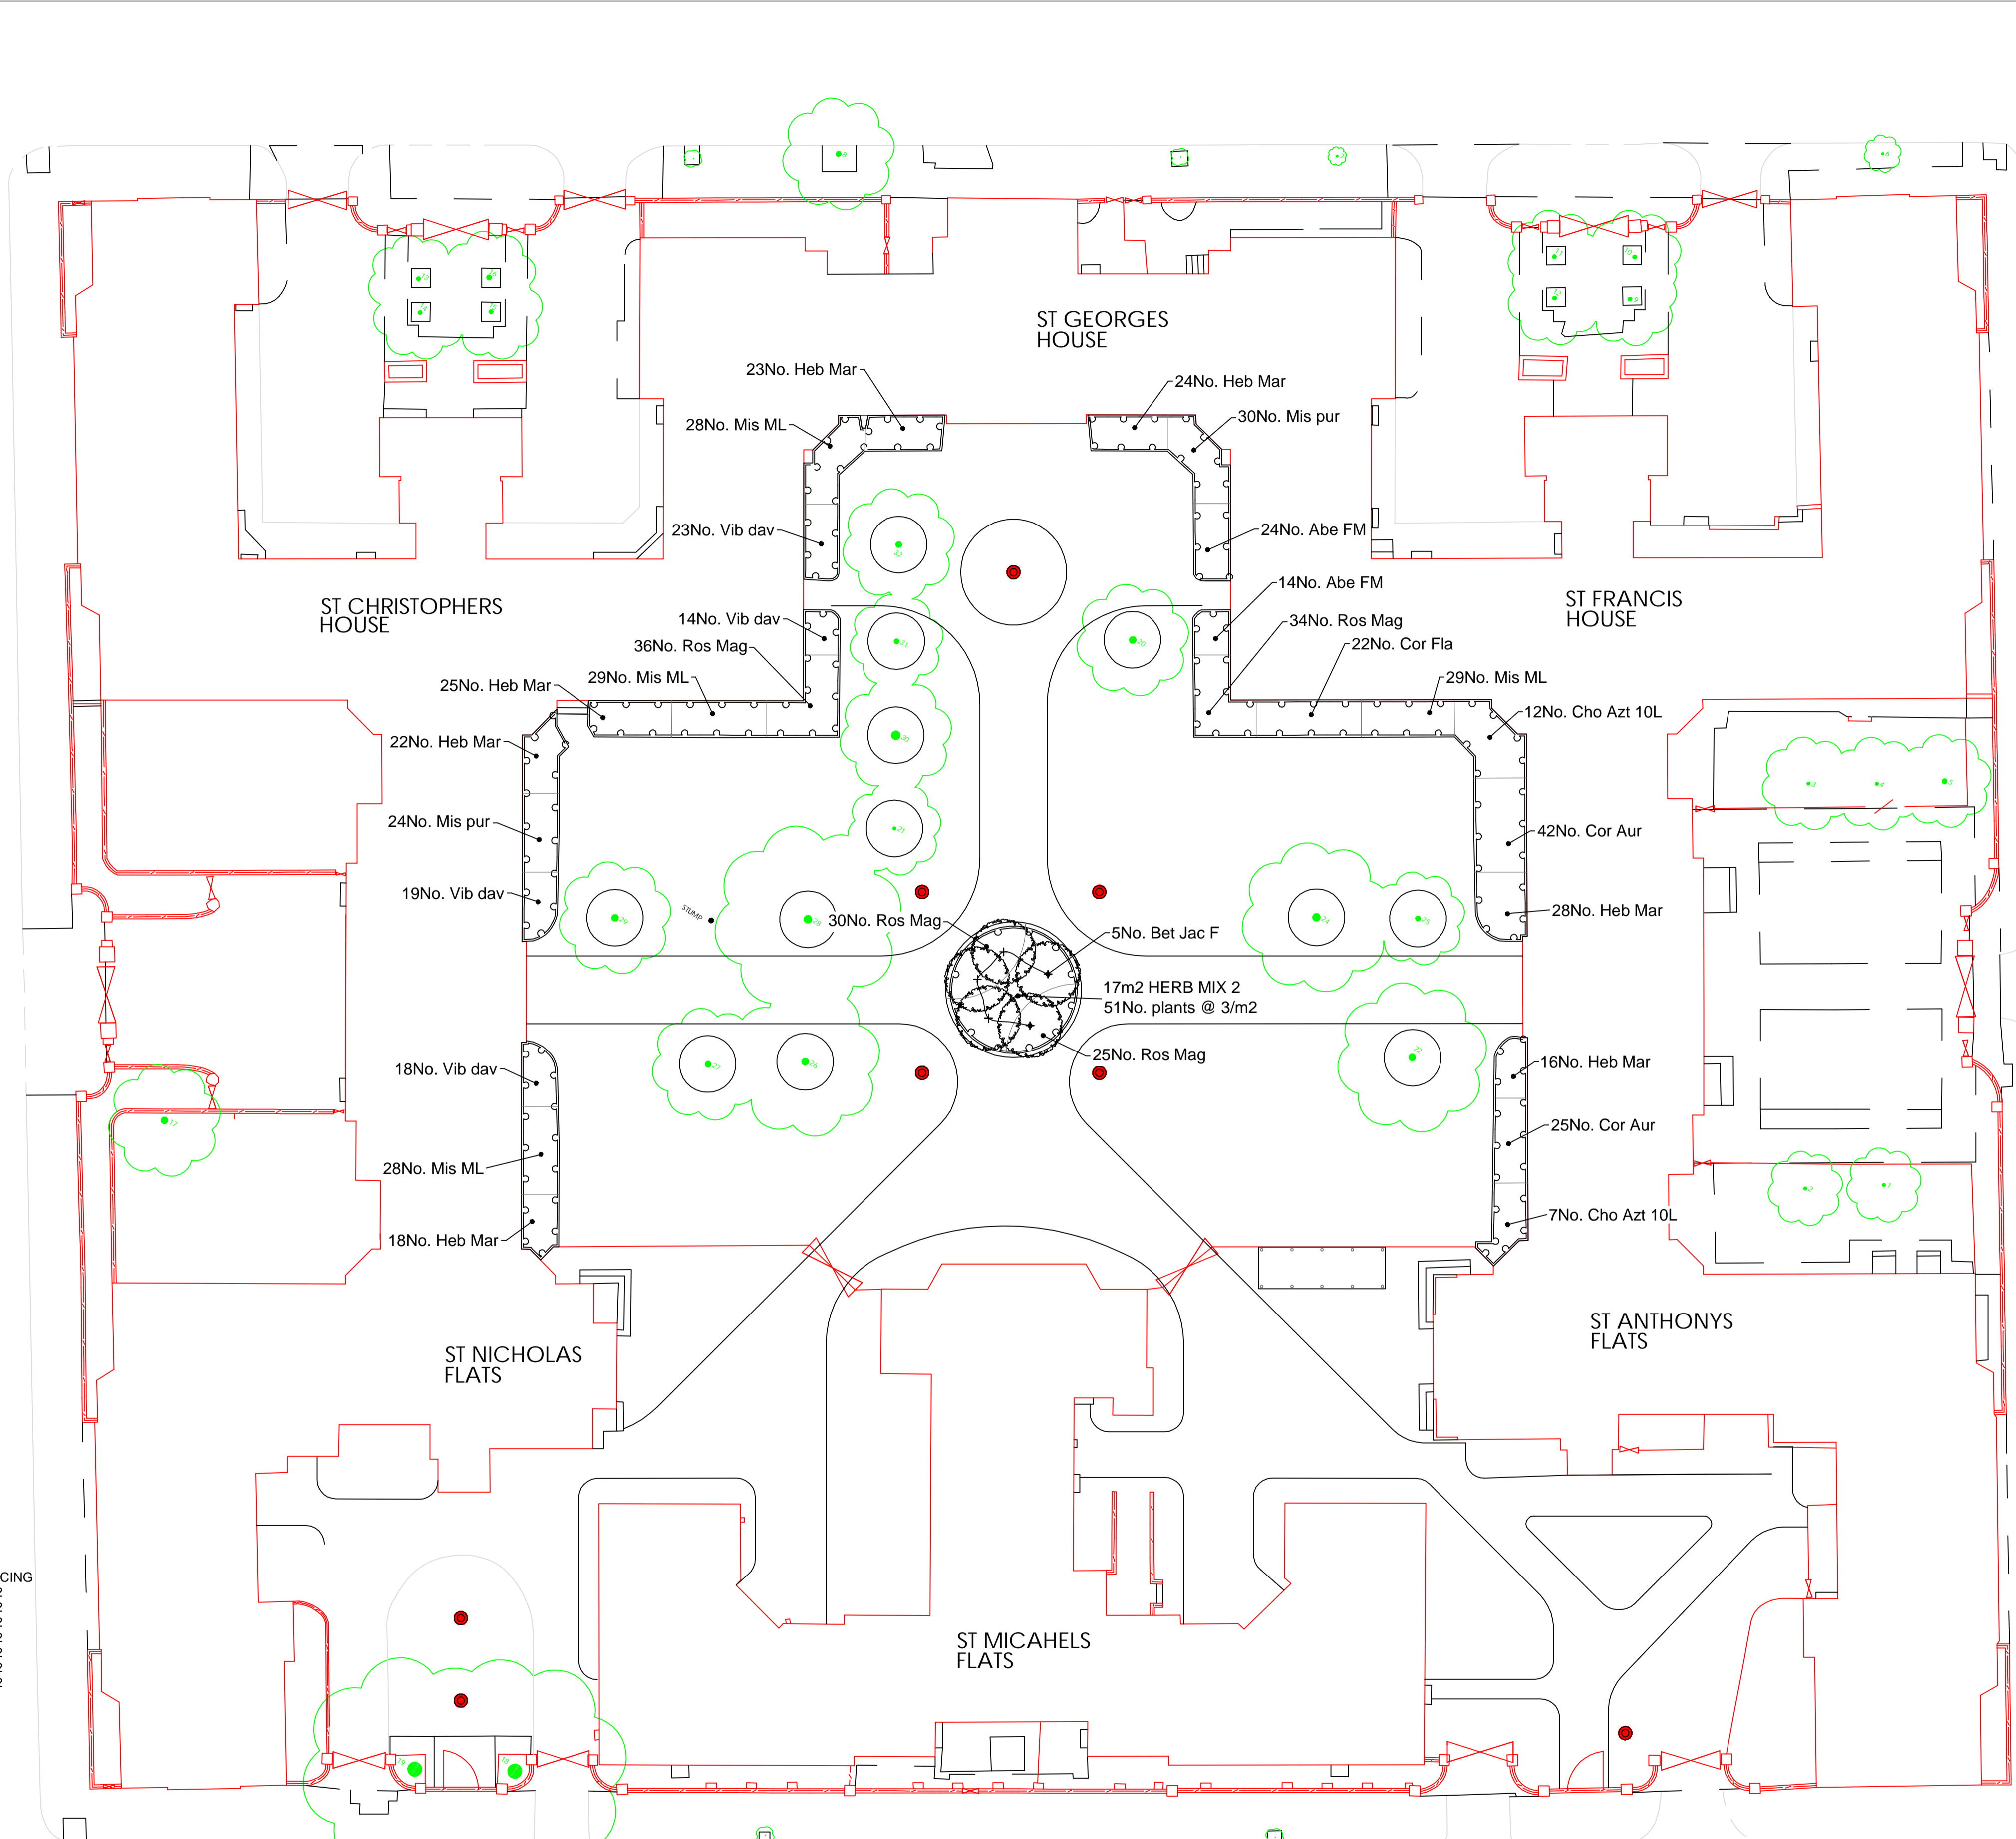 ST GEORGES
HOUSE
23No. Heb Mar
24No. Heb Mar
28No. Mis ML
30No. Mis pur
23No. Vib dav
24No. Abe FM
ST CHRISTOPHERS
HOUSE
14No. Abe FM
ST FRANCIS
HOUSE
14No. Vib dav
34No. Ros Mag
36No. Ros Mag
22No. Cor Fla
25No. Heb Mar
29No. Mis ML
29No. Mis ML
12No. Cho Azt 10L
22No. Heb Mar
24No. Mis pur
42No. Cor Aur
19No. Vib dav
STUMP
30No. Ros Mag
28No. Heb Mar
5No. Bet Jac F
17m2 HERB MIX 2
51No. plants @ 3/m2
25No. Ros Mag
18No. Vib dav
16No. Heb Mar
25No. Cor Aur
28No. Mis ML
18No. Heb Mar
7No. Cho Azt 10L
ST NICHOLAS
FLATS
ST ANTHONYS
FLATS
CING
ST MICAHELS
FLATS